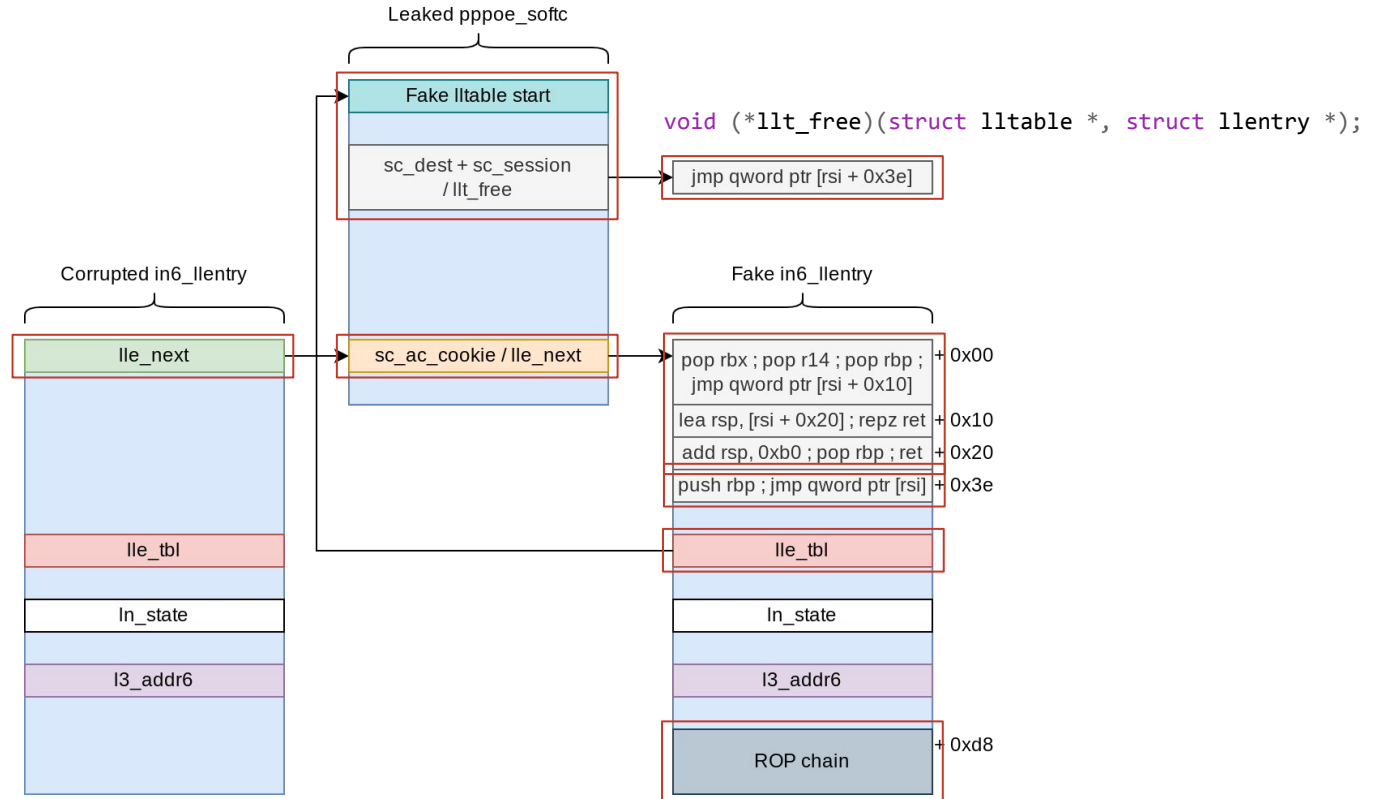 Leaked pppoe_softc
Fake lltable start
void (*llt_free)(struct lltable *, struct llentry *);
sc_dest + sc_session
/ llt_free
jmp qword ptr [rsi + 0x3e]
Corrupted in6_llentry
Fake in6_llentry
lle_next
sc_ac_cookie / lle_next
pop rbx ; pop r14 ; pop rbp ;
jmp qword ptr [rsi + 0x10]
+ 0x00
lea rsp, [rsi + 0x20] ; repz ret
+ 0x10
add rsp, 0xb0 ; pop rbp ; ret
+ 0x20
push rbp ; jmp qword ptr [rsi]
+ 0x3e
lle_tbl
lle_tbl
ln_state
ln_state
l3_addr6
l3_addr6
ROP chain
+ 0xd8